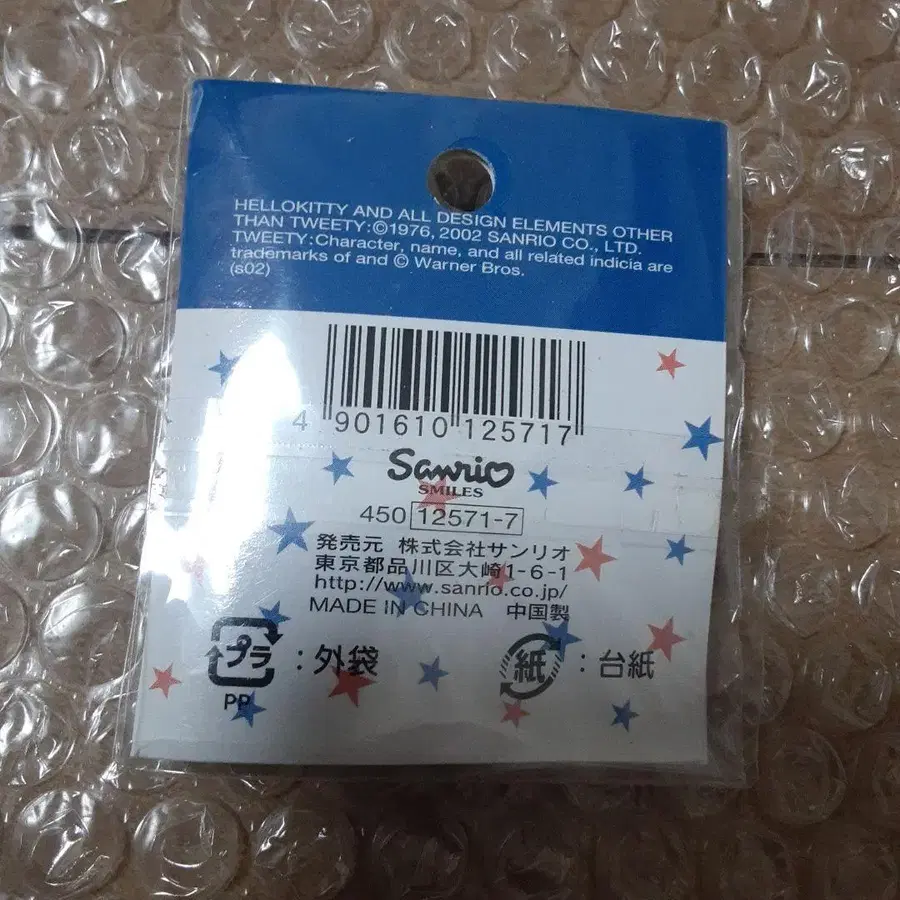 HELLOKITTY AND ALL DESIGN ELEMENTS OTHER
THAN TWEETY:©1976, 2002 SANRIO CO., LTD.
TWEETY:Character, name, and all related indicia are
trademarks of and © Warner Bros.
(s02)
4 901610 125717
Sanrio
SMILES
450 12571-7
発売元 株式会社サンリオ
東京都品川区大崎1-6-1
http://www.sanrio.co.jp/
MADE IN CHINA 中国製
プラ :外袋 紙 :台紙
PP